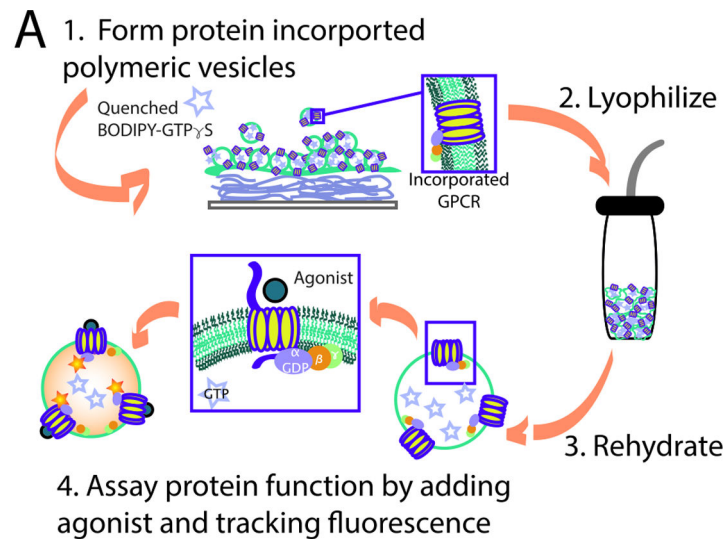 A
1. Form protein incorported
polymeric vesicles
Quenched
BODIPY-GTPγS
Incorporated
GPCR
2. Lyophilize
Agonist
α
GDP
β
γ
GTP
3. Rehydrate
4. Assay protein function by adding
agonist and tracking fluorescence